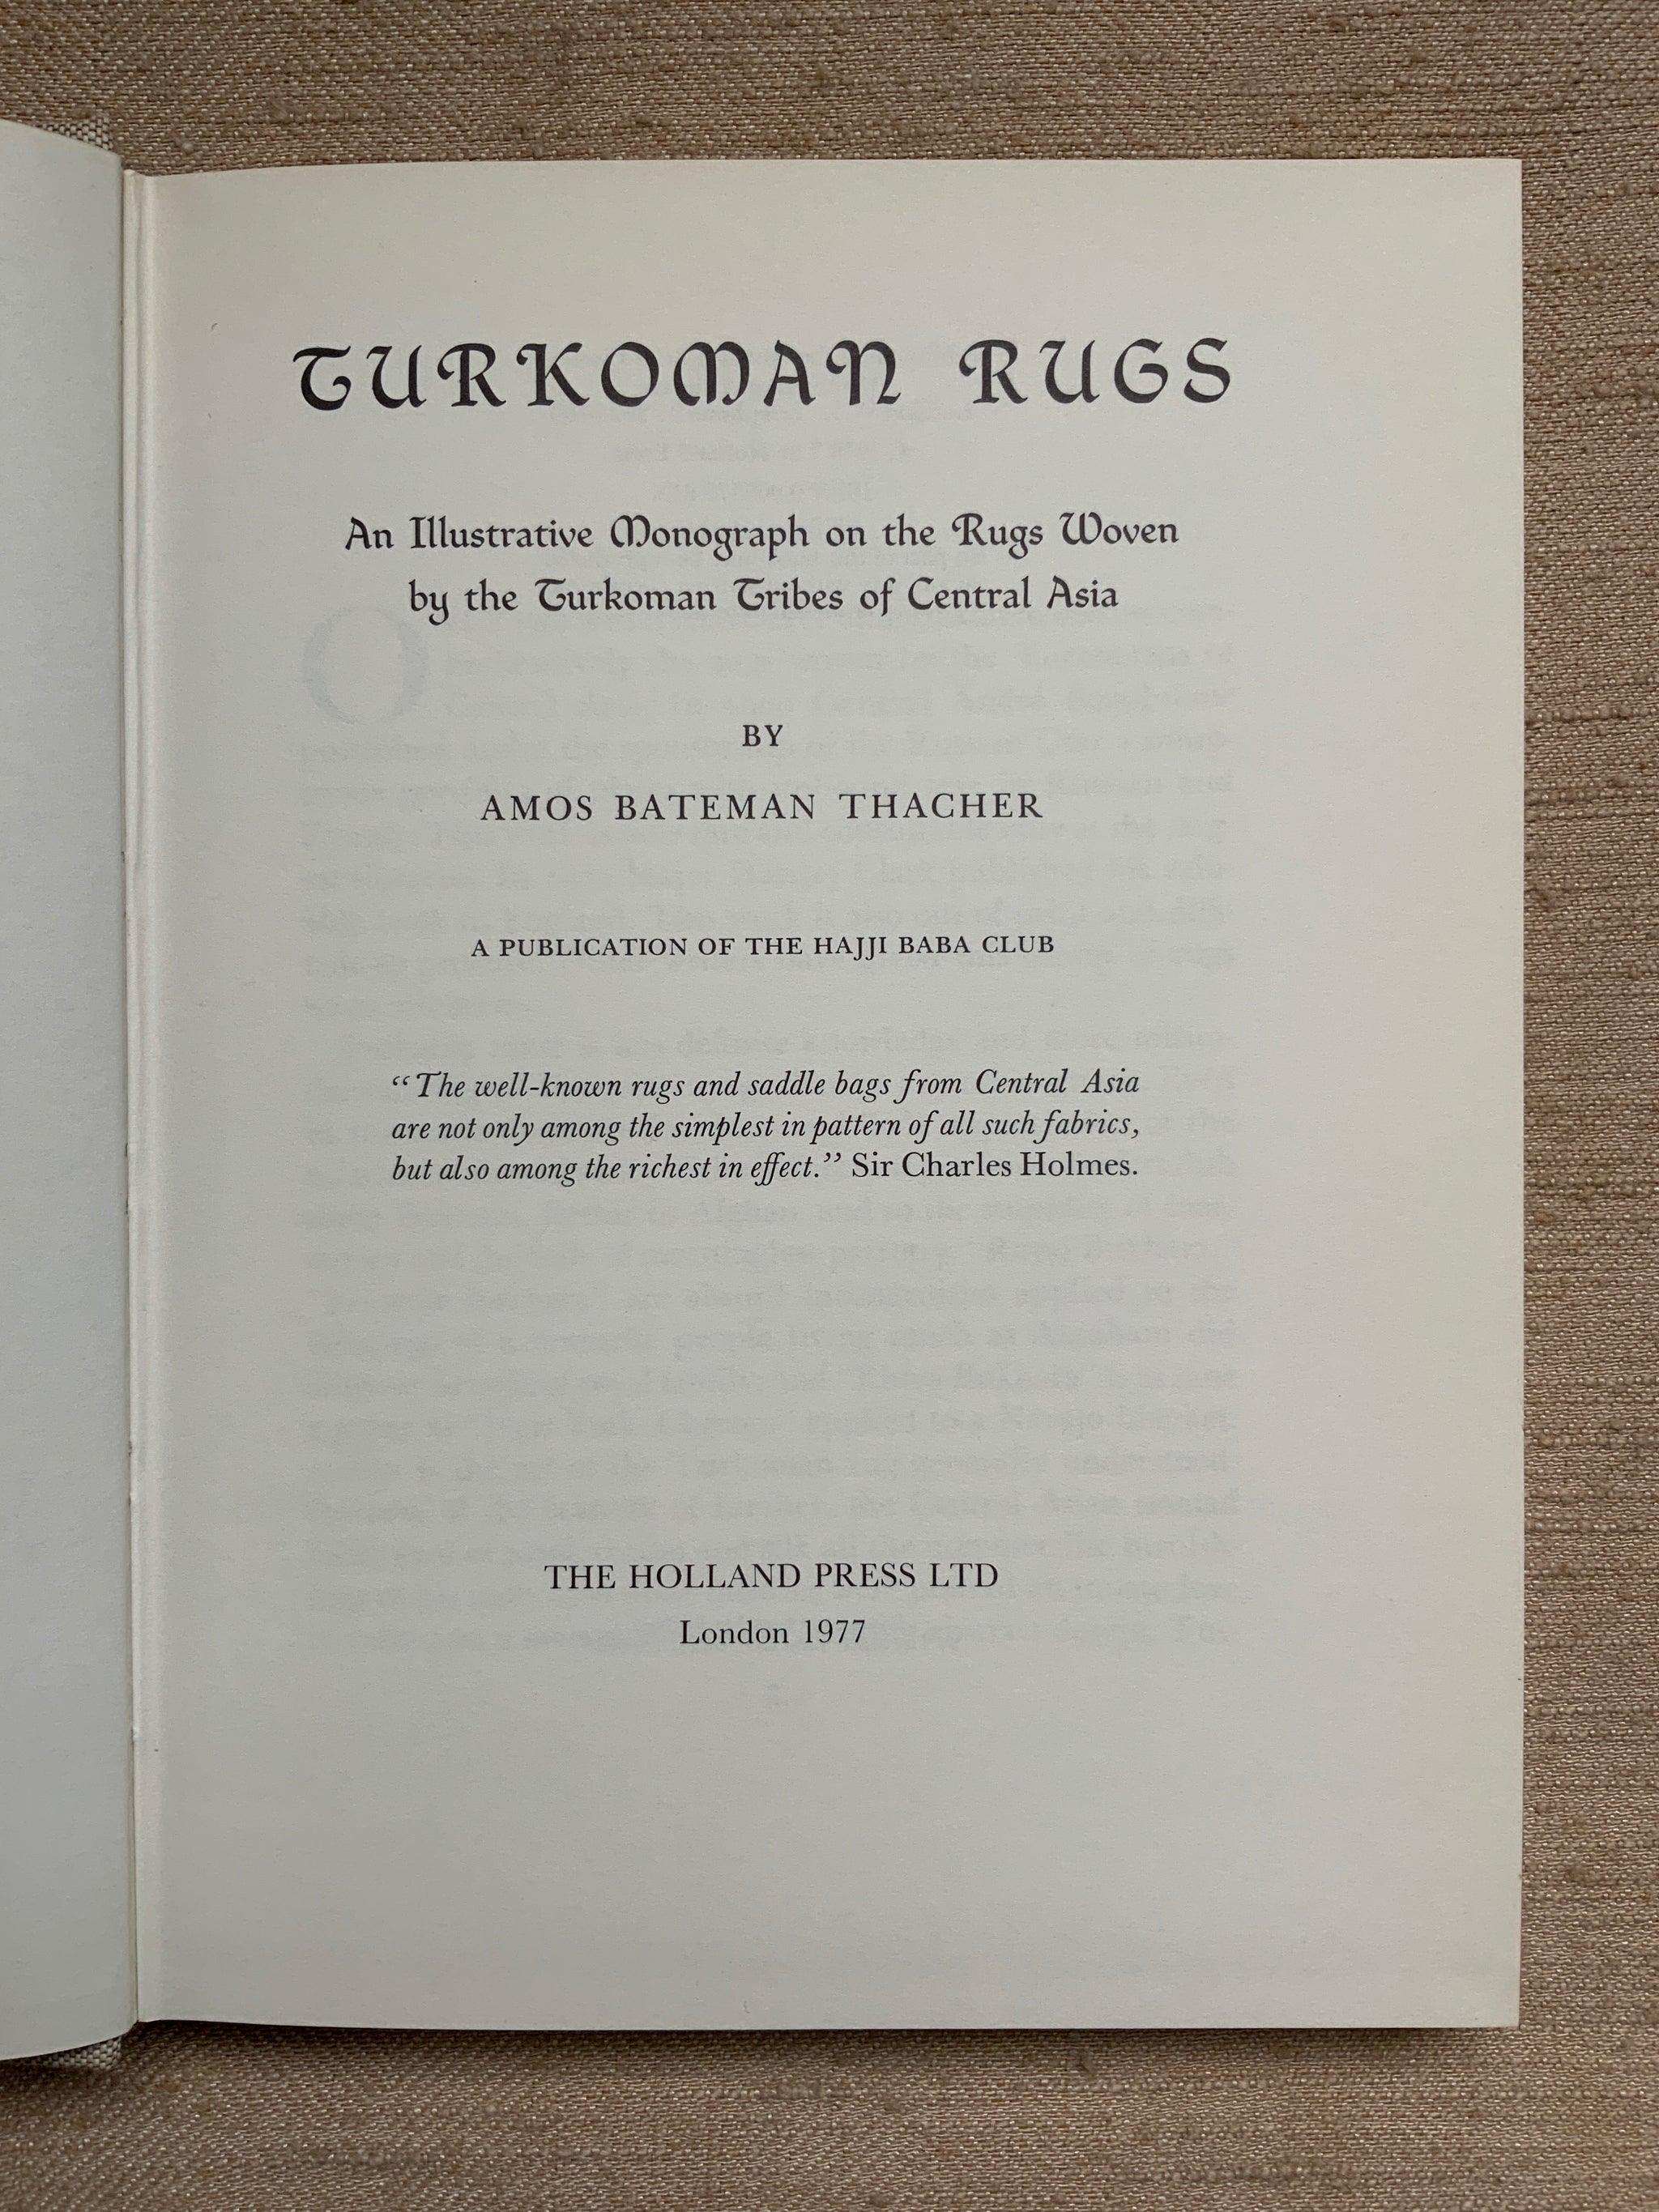 TURKOMAN RUGS
An Illustrative Monograph on the Rugs Woven
by the Turkoman Tribes of Central Asia
BY
AMOS BATEMAN THACHER
A PUBLICATION OF THE HAJJI BABA CLUB
“The well-known rugs and saddle bags from Central Asia
are not only among the simplest in pattern of all such fabrics,
but also among the richest in effect.” Sir Charles Holmes.
THE HOLLAND PRESS LTD
London 1977